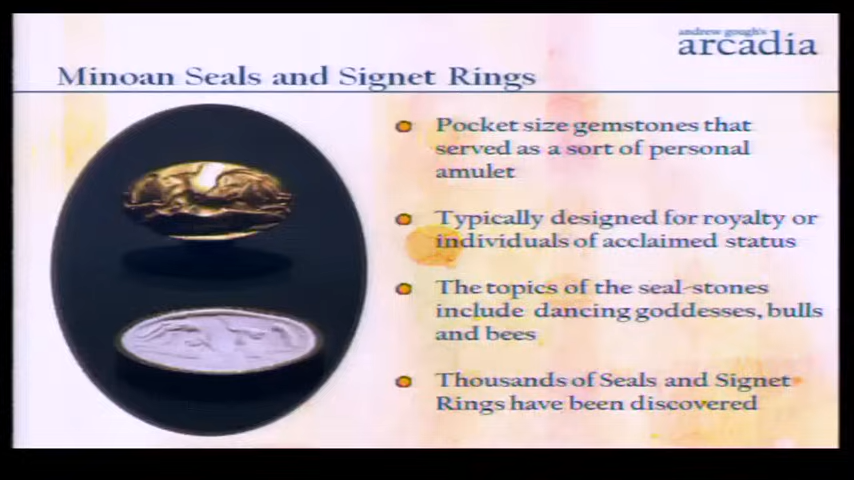 andrew gough's
arcadia
Minoan Seals and Signet Rings
Pocket size gemstones that
served as a sort of personal
amulet
Typically designed for royalty or
individuals of acclaimed status
The topics of the seal-stones
include dancing goddesses, bulls
and bees
Thousands of Seals and Signet
Rings have been discovered